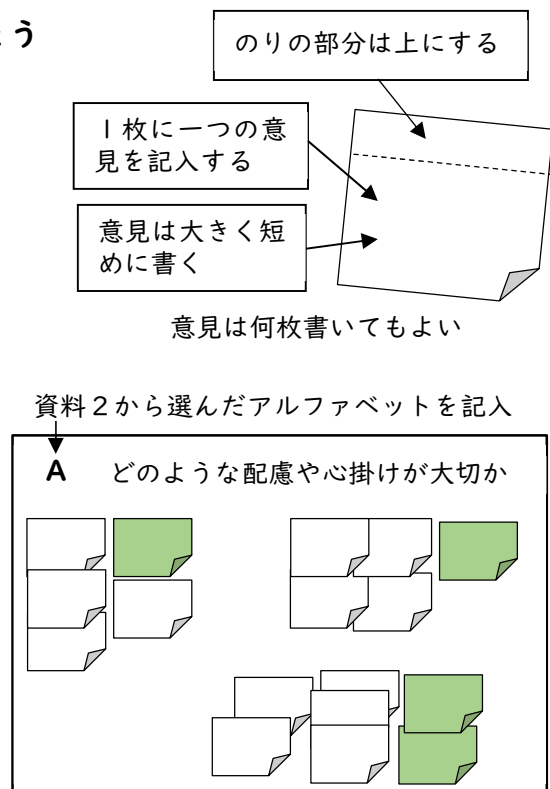 う
のりの部分は上にする
1枚に一つの意
見を記入する
意見は大きく短
めに書く
意見は何枚書いてもよい
資料2から選んだアルファベットを記入
A どのような配慮や心掛けが大切か